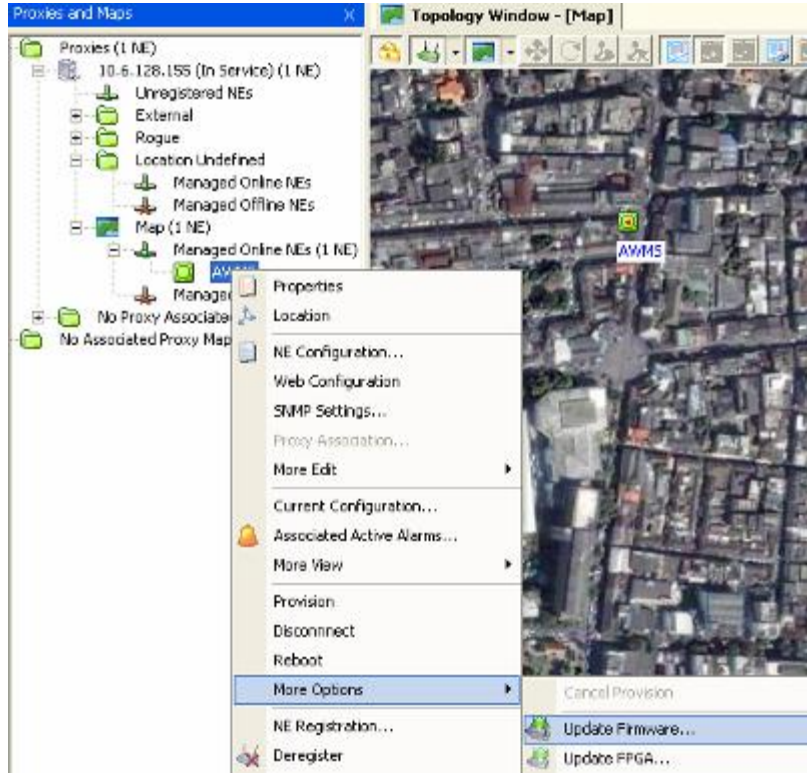 Proxies and Maps
Topology Window - [Map]
Proxies (1 NE)
10.6.128.155 (In Service) (1 NE)
Unregistered NEs
External
Rogue
Location Undefined
Managed Online NEs
Managed Offline NEs
Map (1 NE)
Managed Online NEs (1 NE)
Managed
No Proxy Associate
No Associated Proxy Map
AWMS
Properties
Location
NE Configuration...
Web Configuration
SNMP Settings...
Proxy Association...
More Edit
Current Configuration...
Associated Active Alarms...
More View
Provision
Disconnnect
Reboot
More Options
NE Registration...
Deregister
Cancel Provision
Update Firmware...
Update FPGA...